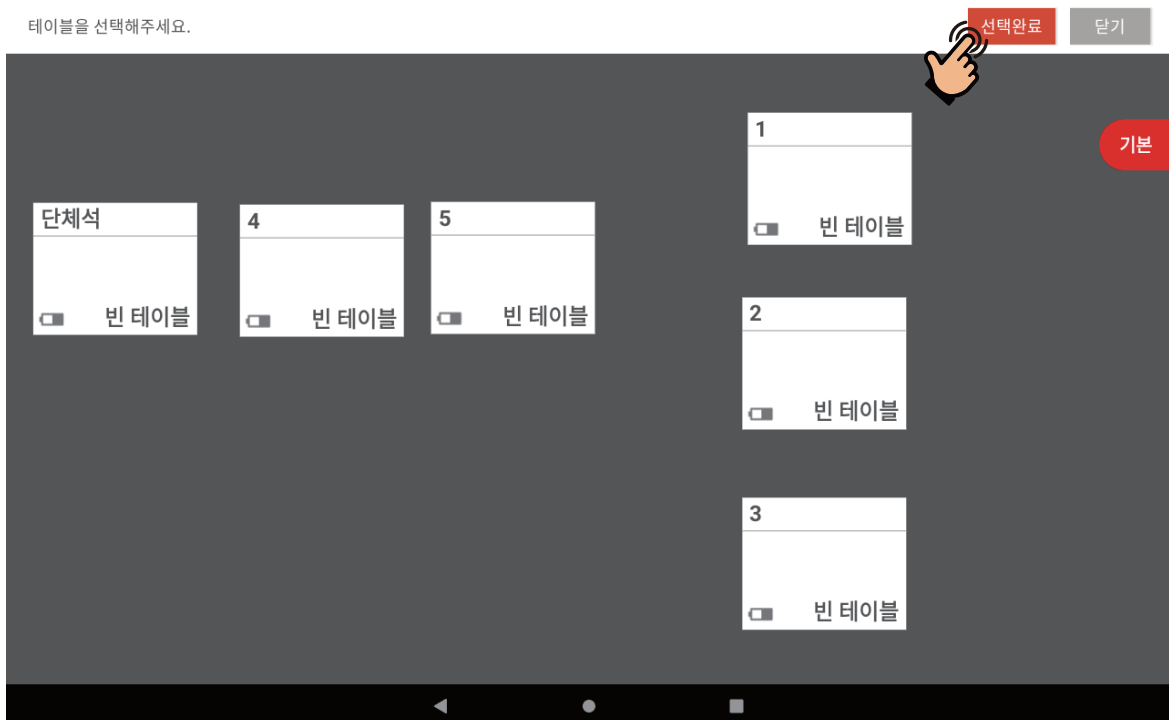 테이블을 선택해주세요.
선택완료
닫기
기본
단체석
빈 테이블
4
빈 테이블
5
빈 테이블
1
빈 테이블
2
빈 테이블
3
빈 테이블